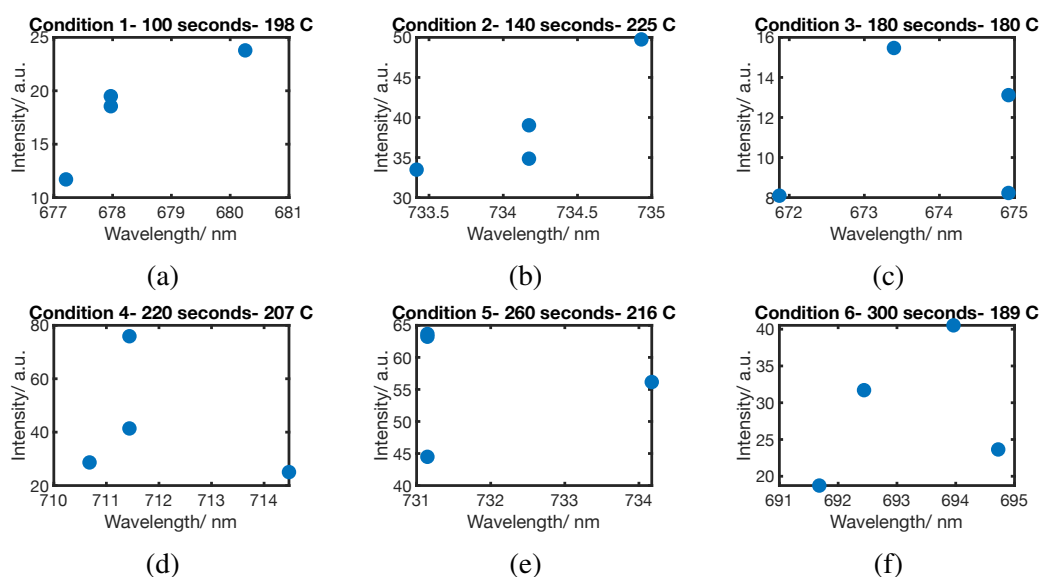 Condition 1- 100 seconds- 198 C
25
20
15
10
677 678 679 680 681
Intensity/ a.u.
Wavelength/ nm
(a)
Condition 2- 140 seconds- 225 C
50
45
40
35
30
733.5 734 734.5 735
Intensity/ a.u.
Wavelength/ nm
(b)
Condition 3- 180 seconds- 180 C
16
14
12
10
8
672 673 674 675
Intensity/ a.u.
Wavelength/ nm
(c)
Condition 4- 220 seconds- 207 C
80
60
40
20
710 711 712 713 714
Intensity/ a.u.
Wavelength/ nm
(d)
Condition 5- 260 seconds- 216 C
65
60
55
50
45
40
731 732 733 734
Intensity/ a.u.
Wavelength/ nm
(e)
Condition 6- 300 seconds- 189 C
40
35
30
25
20
691 692 693 694 695
Intensity/ a.u.
Wavelength/ nm
(f)